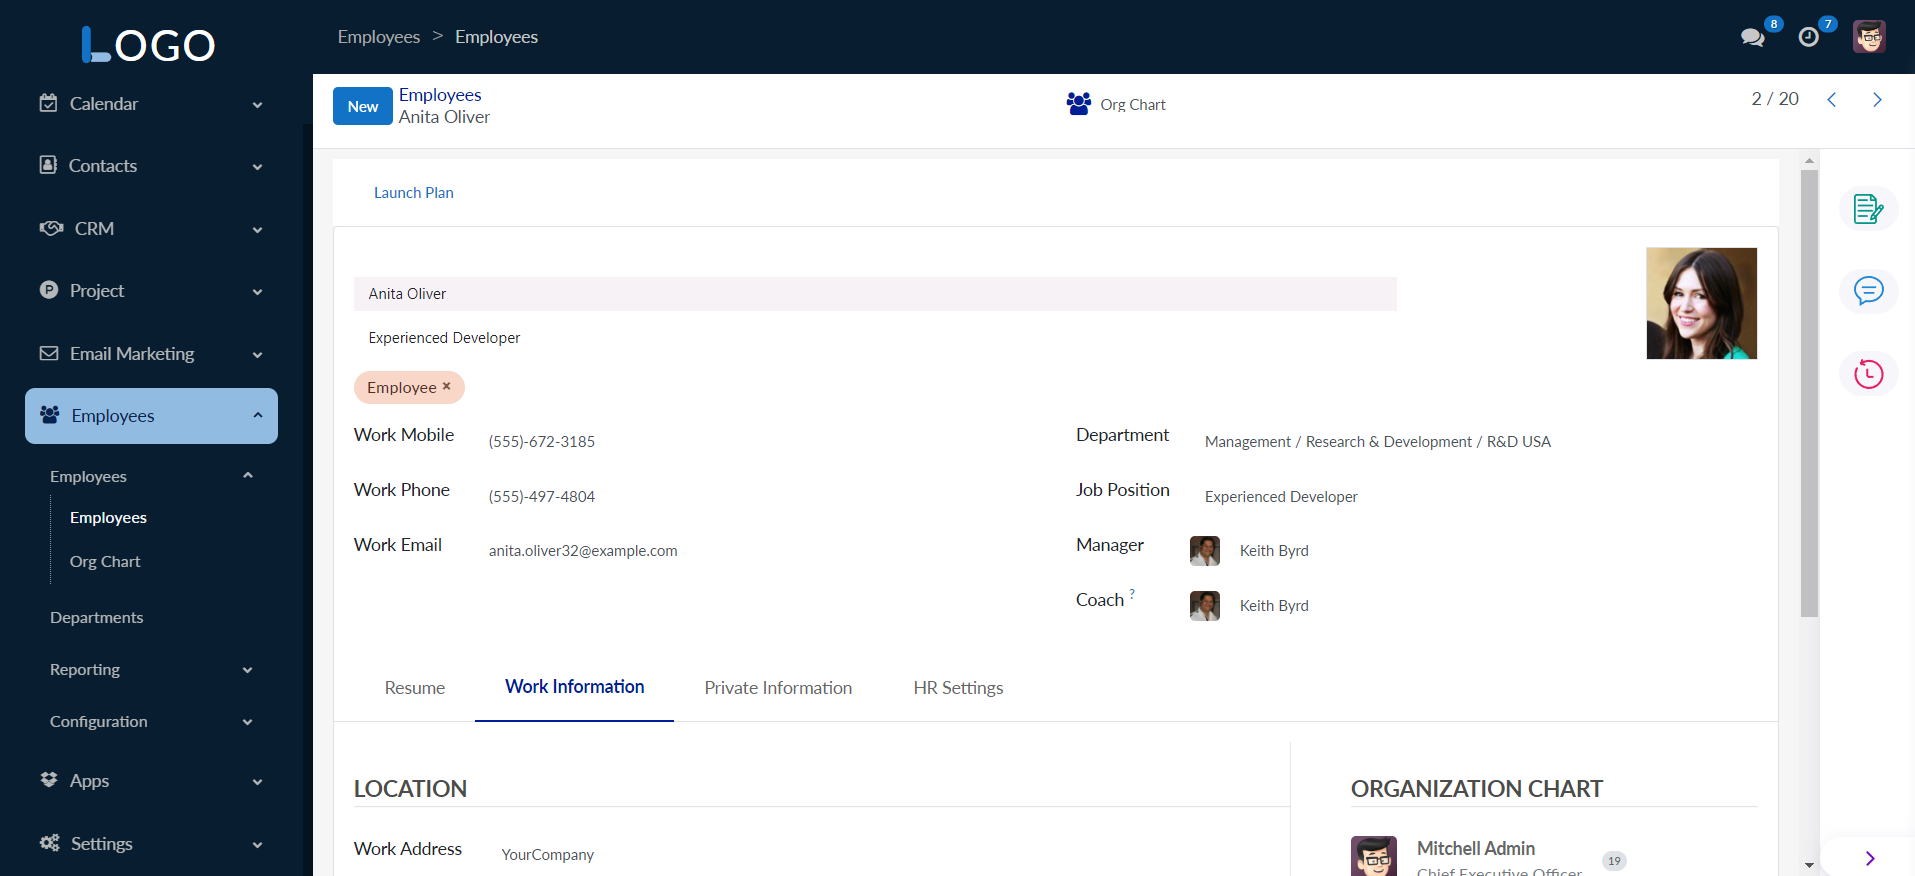 LOGO
Employees > Employees
8
7
Calendar
Contacts
CRM
Project
Email Marketing
Employees
Employees
Employees
Org Chart
Departments
Reporting
Configuration
Apps
Settings
New
Employees
Anita Oliver
Org Chart
2 / 20
Launch Plan
Anita Oliver
Experienced Developer
Employee ×
Work Mobile (555)-672-3185
Work Phone (555)-497-4804
Work Email anita.oliver32@example.com
Department Management / Research & Development / R&D USA
Job Position Experienced Developer
Manager Keith Byrd
Coach ? Keith Byrd
Resume Work Information Private Information HR Settings
LOCATION
Work Address YourCompany
ORGANIZATION CHART
Mitchell Admin
Chief Executive Officer
19